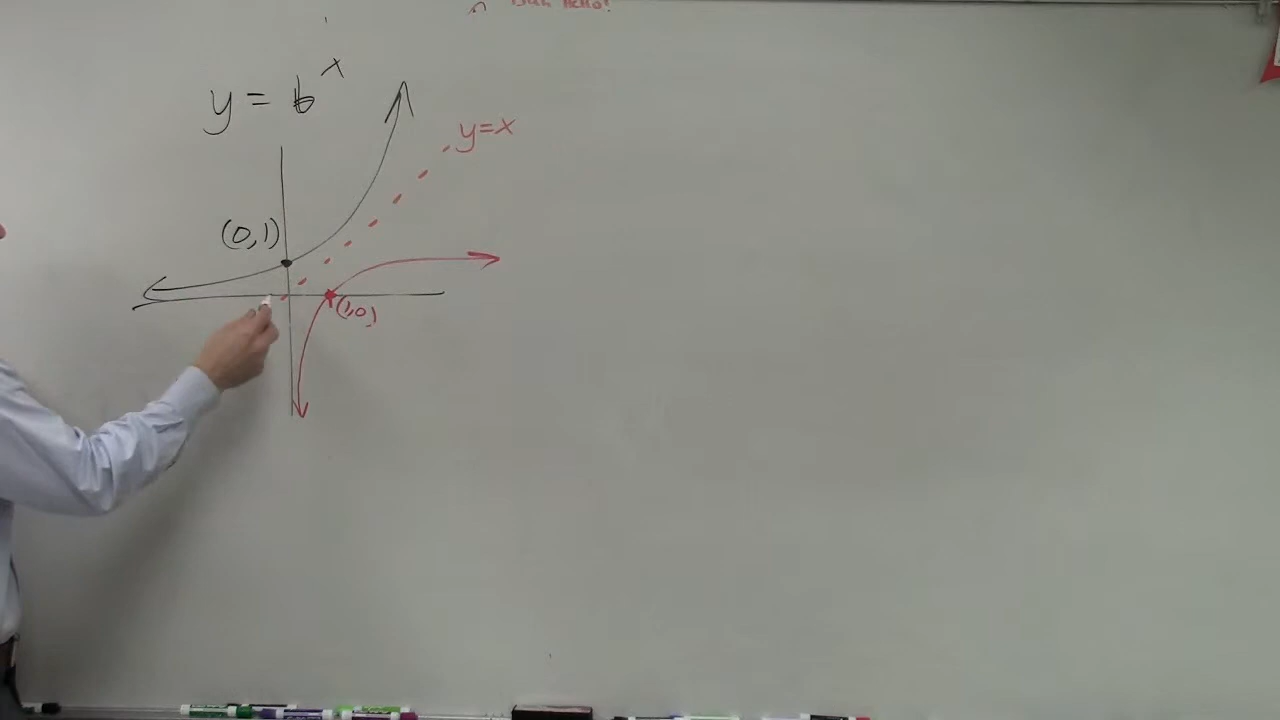 y = b^x
y=x
(0,1)
(1,0)